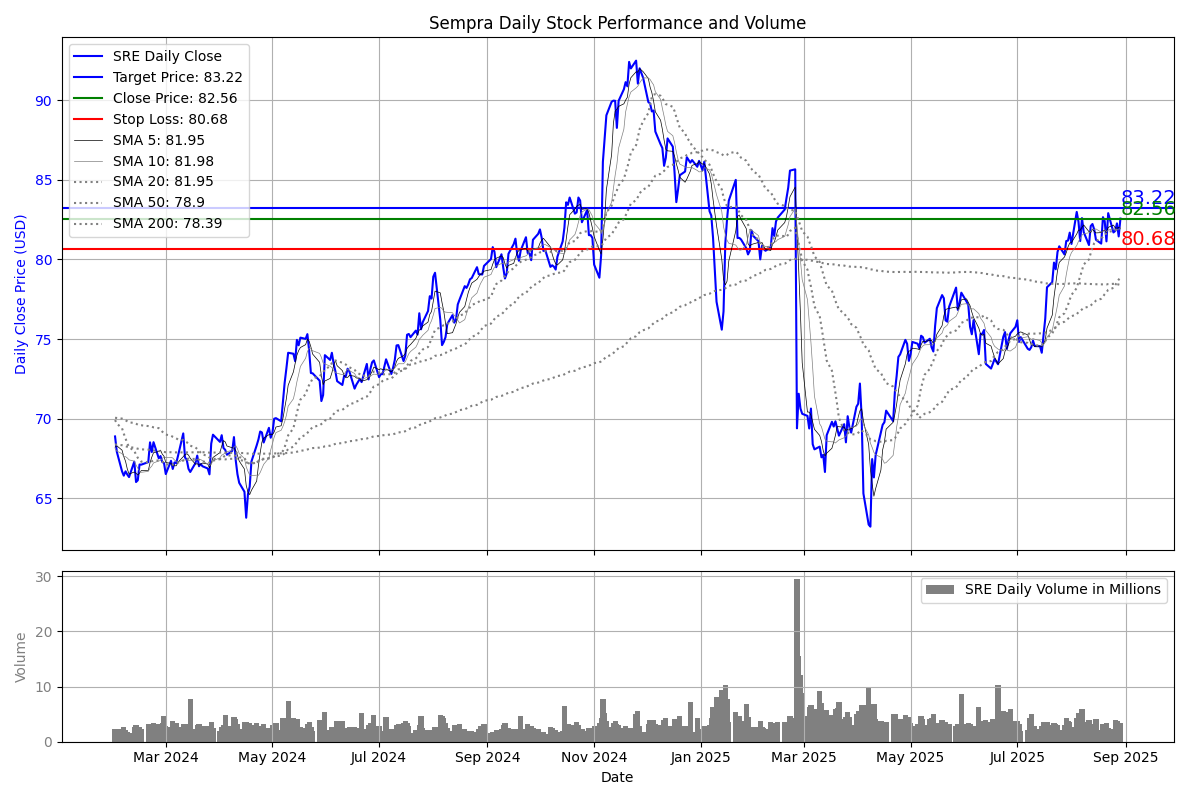 Sempra Daily Stock Performance and Volume
SRE Daily Close
Target Price: 83.22
Close Price: 82.56
Stop Loss: 80.68
SMA 5: 81.95
SMA 10: 81.98
SMA 20: 81.95
SMA 50: 78.9
SMA 200: 78.39
Daily Close Price (USD)
90
85
80
75
70
65
83.22
82.56
80.68
SRE Daily Volume in Millions
Volume
30
20
10
0
Mar 2024 May 2024 Jul 2024 Sep 2024 Nov 2024 Jan 2025 Mar 2025 May 2025 Jul 2025 Sep 2025
Date